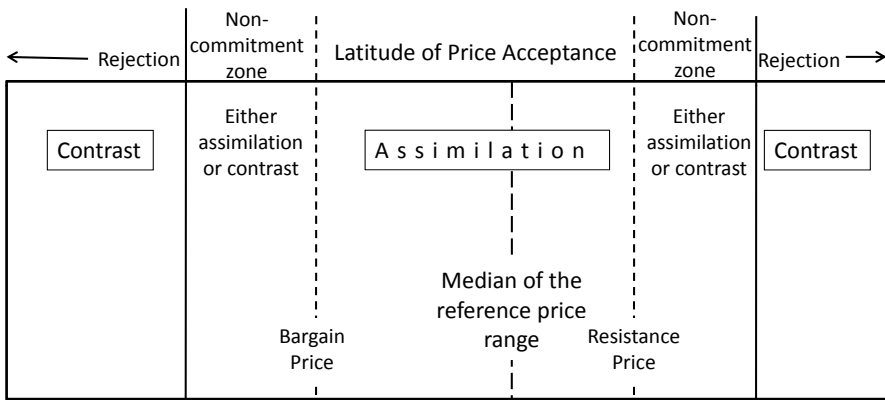 Rejection
Non-
commitment
zone
Latitude of Price Acceptance
Non-
commitment
zone
Rejection
Contrast
Either
assimilation
or contrast
Assimilation
Either
assimilation
or contrast
Contrast
Median of the
reference price
range
Bargain
Price
Resistance
Price